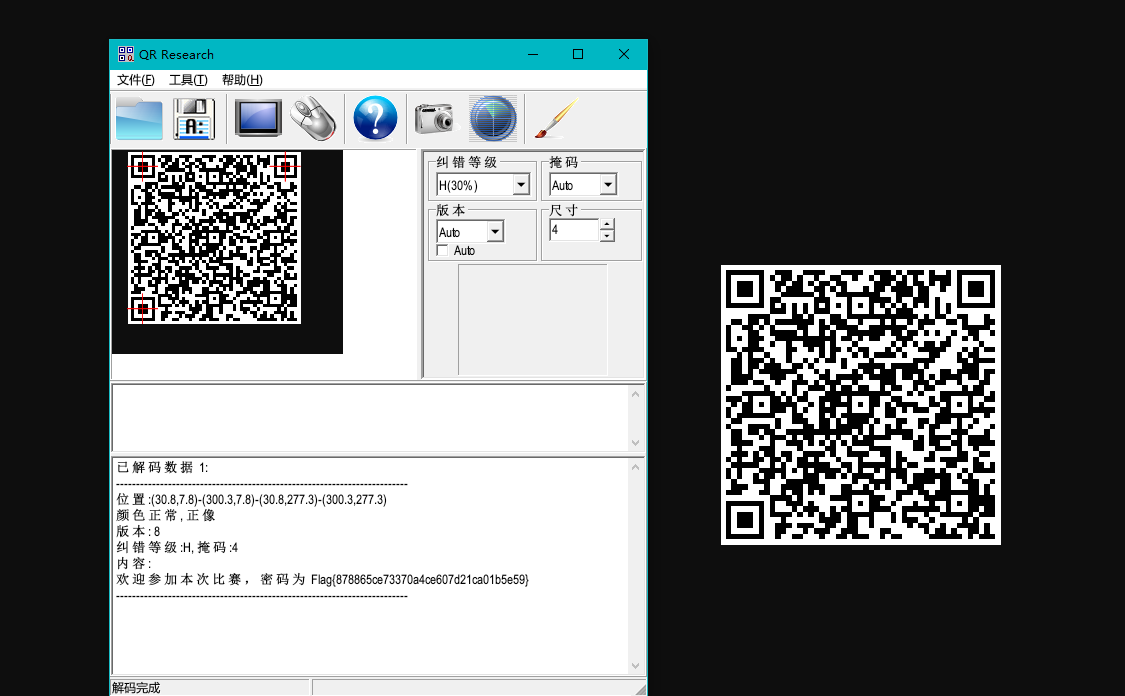 QR Research
文件(F) 工具(T) 帮助(H)
A:
?
纠错等级
掩码
H(30%)
Auto
版本
尺寸
Auto
4
Auto
已解码数据 1:
---------------------------------------------------------------------------
位置:(30.8,7.8)-(300.3,7.8)-(30.8,277.3)-(300.3,277.3)
颜色正常, 正像
版本: 8
纠错等级:H, 掩码:4
内容:
欢迎参加本次比赛，密码为 Flag{878865ce73370a4ce607d21ca01b5e59}
---------------------------------------------------------------------------
解码完成